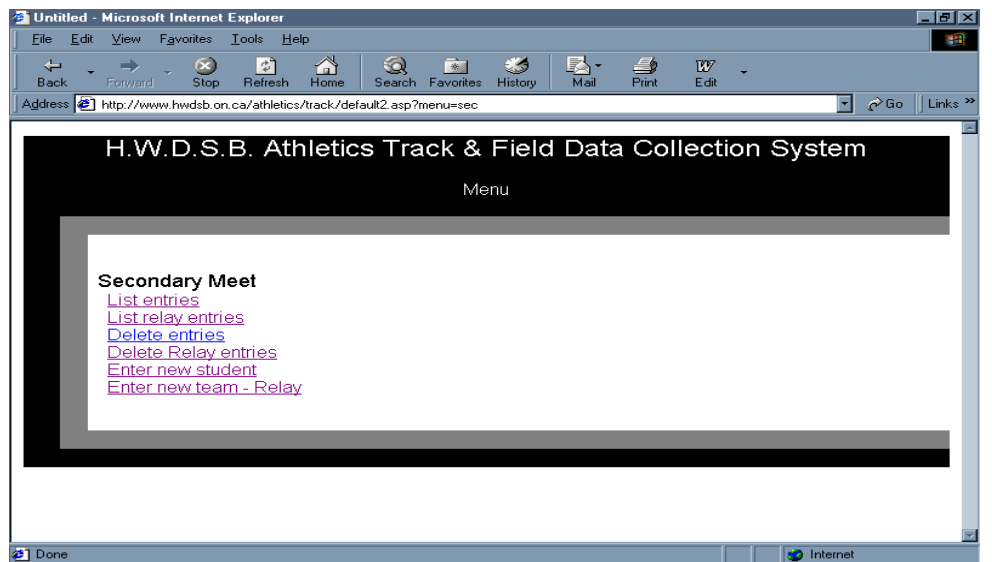 Untitled - Microsoft Internet Explorer
File Edit View Favorites Tools Help
Back Forward Stop Refresh Home Search Favorites History Mail Print Edit
Address http://www.hwdsb.on.ca/athletics/track/default2.asp?menu=sec Go Links »
H.W.D.S.B. Athletics Track & Field Data Collection System
Menu
Secondary Meet
List entries
List relay entries
Delete entries
Delete Relay entries
Enter new student
Enter new team - Relay
Done Internet